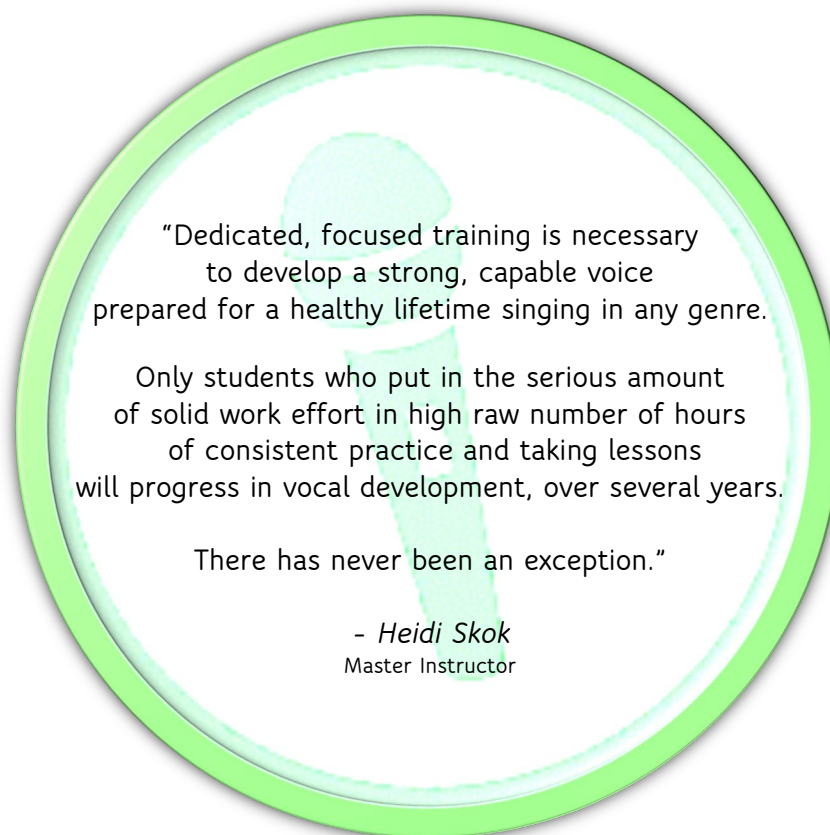 “Dedicated, focused training is necessary
to develop a strong, capable voice
prepared for a healthy lifetime singing in any genre.
Only students who put in the serious amount
of solid work effort in high raw number of hours
of consistent practice and taking lessons
will progress in vocal development, over several years.
There has never been an exception.”
- Heidi Skok
Master Instructor